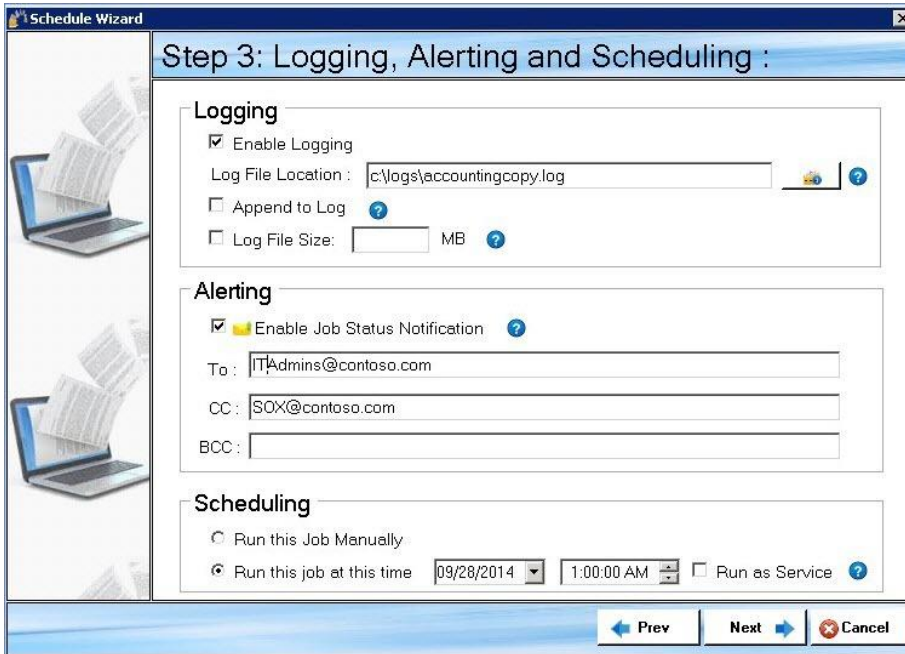 Schedule Wizard
Step 3: Logging, Alerting and Scheduling :
Logging
Enable Logging
Log File Location : c:\logs\accountingcopy.log
Append to Log
Log File Size: MB
Alerting
Enable Job Status Notification
To : ITAdmins@contoso.com
CC : SOX@contoso.com
BCC :
Scheduling
Run this Job Manually
Run this job at this time 09/28/2014 1:00:00 AM Run as Service
Prev Next Cancel